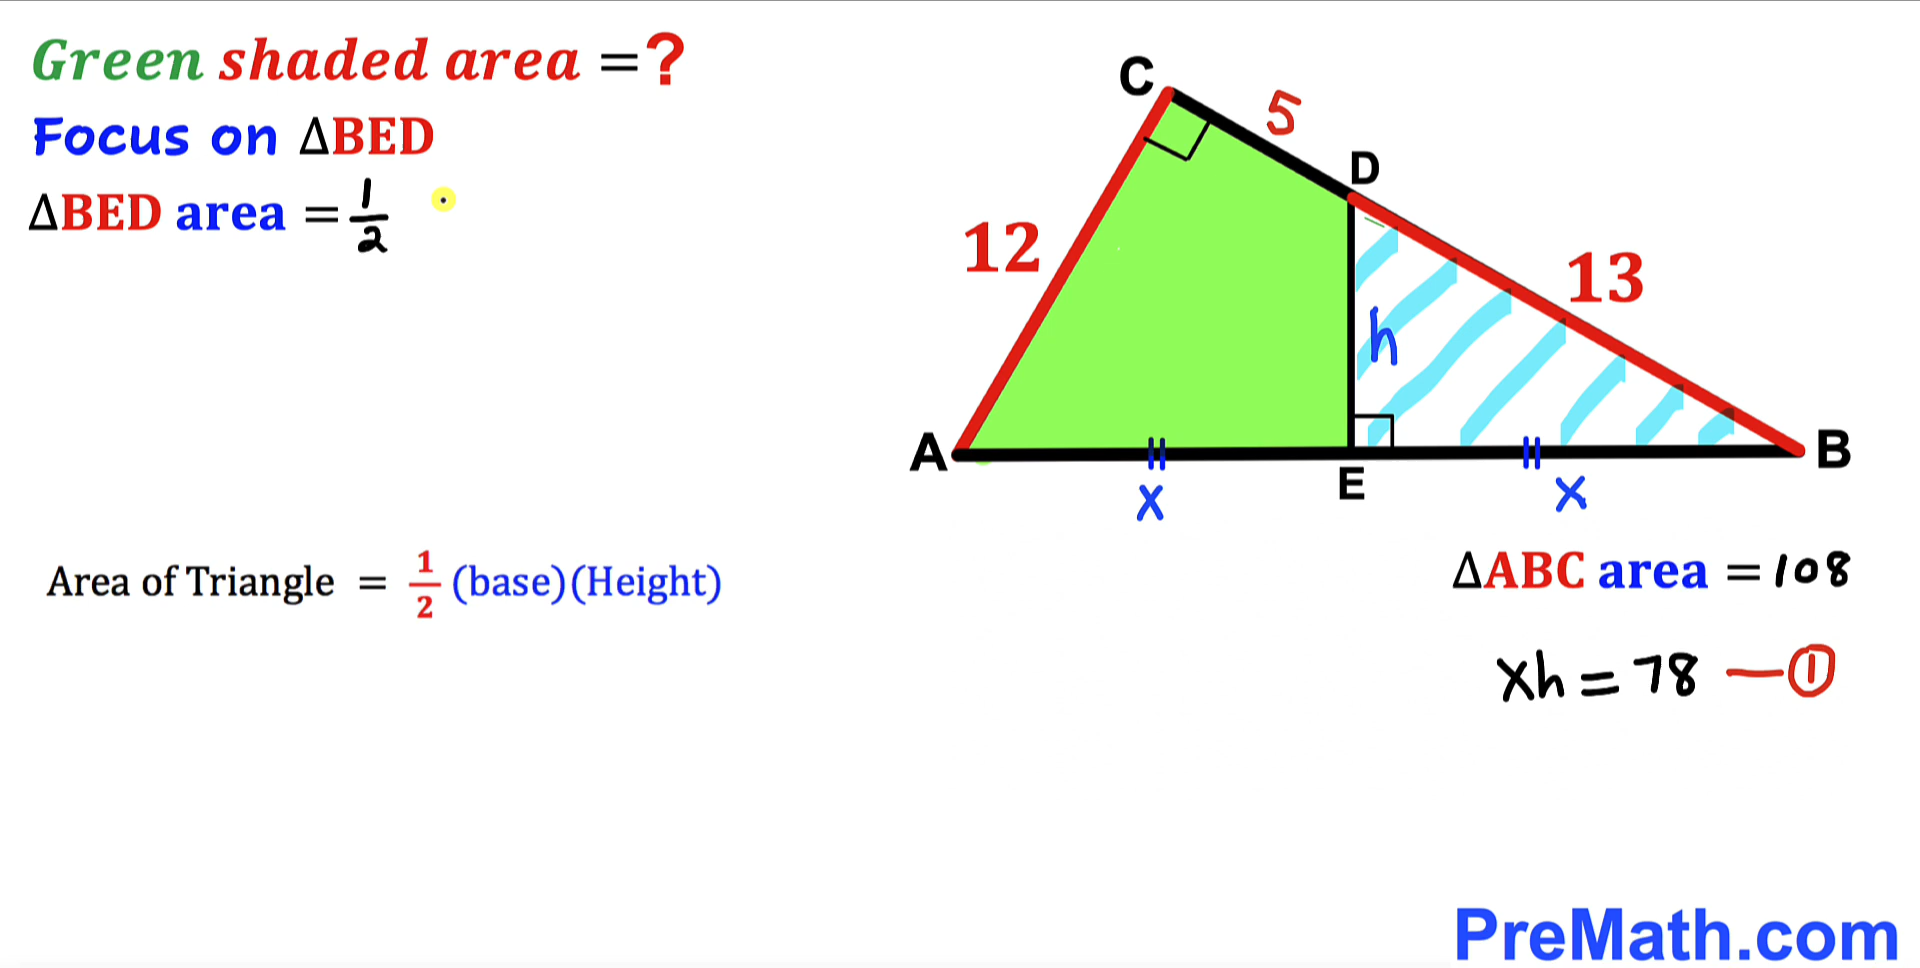 Green shaded area =?
Focus on ΔBED
ΔBED area = 1/2
C
5
D
12
13
h
A
E
B
X
X
ΔABC area = 108
Area of Triangle = 1/2 (base)(Height)
xh = 78 — ①
PreMath.com